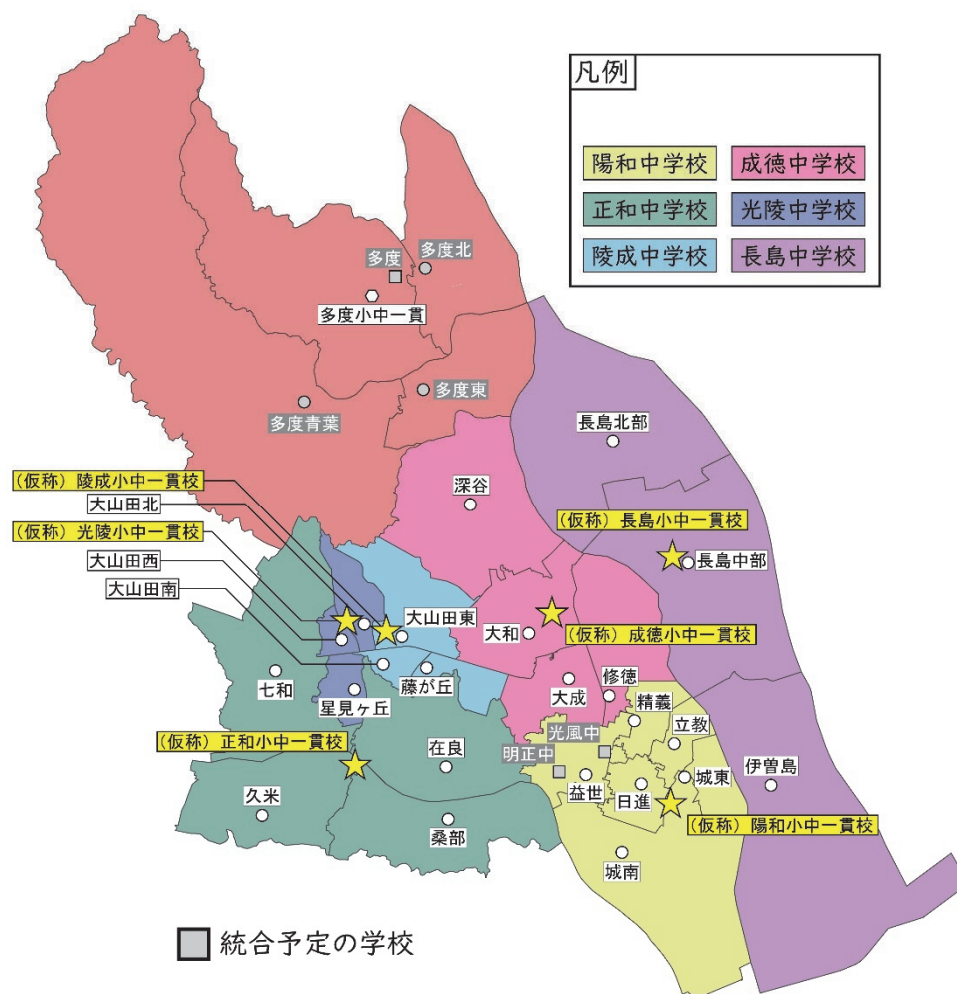 凡例
陽和中学校
成徳中学校
正和中学校
光陵中学校
陵成中学校
長島中学校
多度
多度北
多度小中一貫
多度東
多度青葉
長島北部
(仮称) 陵成小中一貫校
大山田北
(仮称) 光陵小中一貫校
大山田西
大山田南
深谷
(仮称) 長島小中一貫校
長島中部
大山田東
大和
(仮称) 成徳小中一貫校
七和
藤が丘
大成
修徳
星見ヶ丘
精義
立教
光風中
(仮称) 正和小中一貫校
在良
明正中
城東
伊曽島
益世
日進
久米
桑部
(仮称) 陽和小中一貫校
城南
統合予定の学校